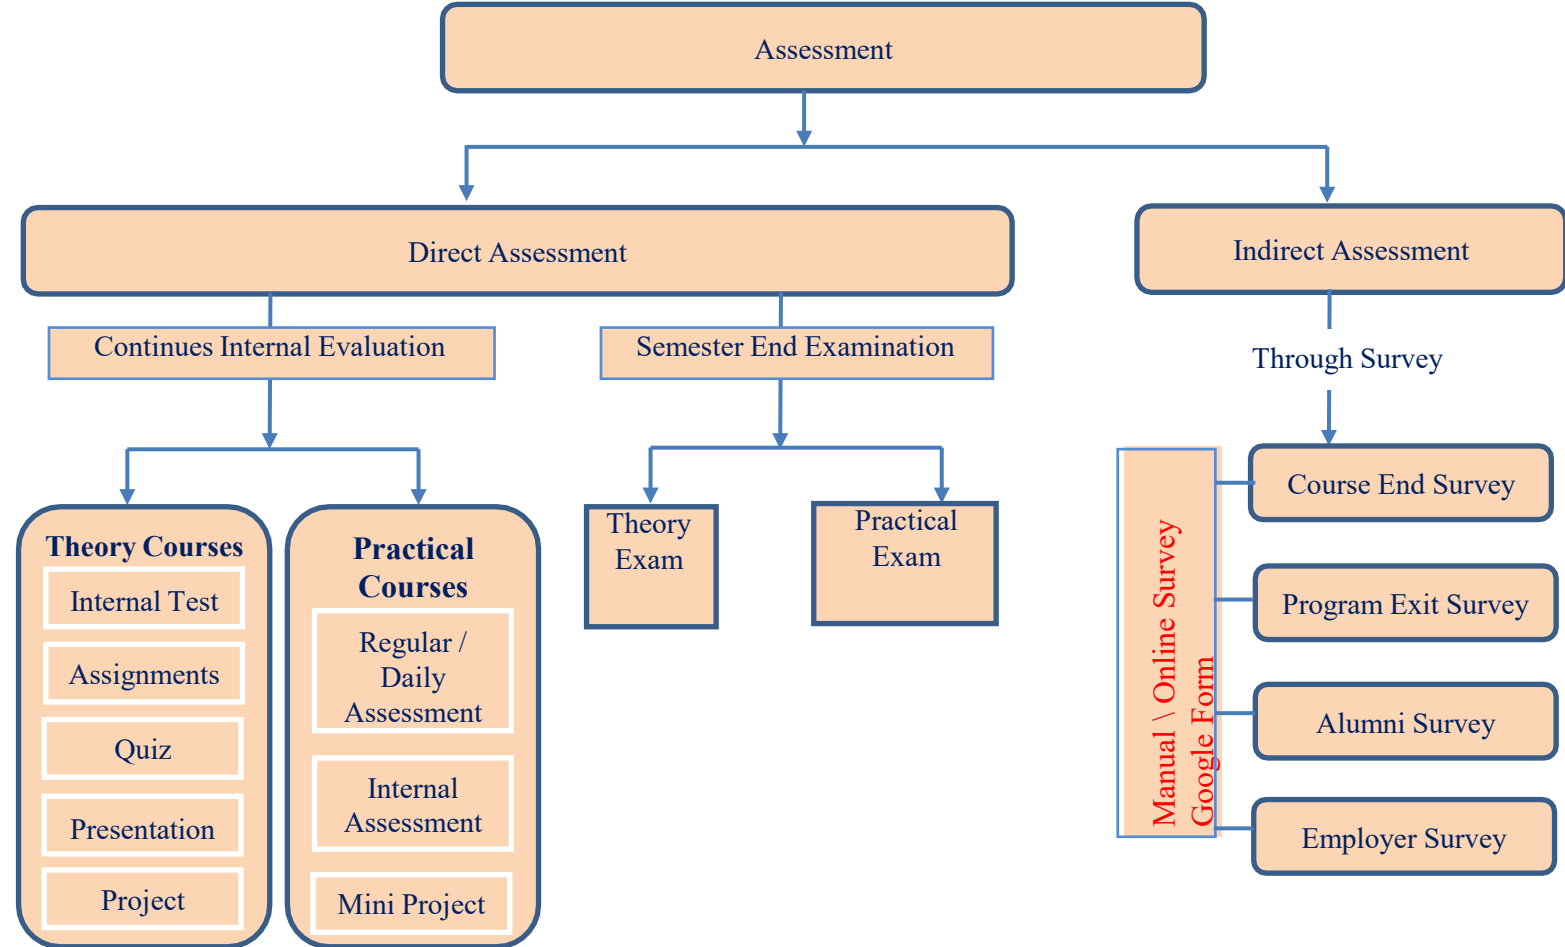 Assessment
Direct Assessment
Indirect Assessment
Continues Internal Evaluation
Semester End Examination
Through Survey
Theory Courses
Internal Test
Assignments
Quiz
Presentation
Project
Practical
Courses
Regular /
Daily
Assessment
Internal
Assessment
Mini Project
Theory
Exam
Practical
Exam
Manual \ Online Survey
Google Form
Course End Survey
Program Exit Survey
Alumni Survey
Employer Survey